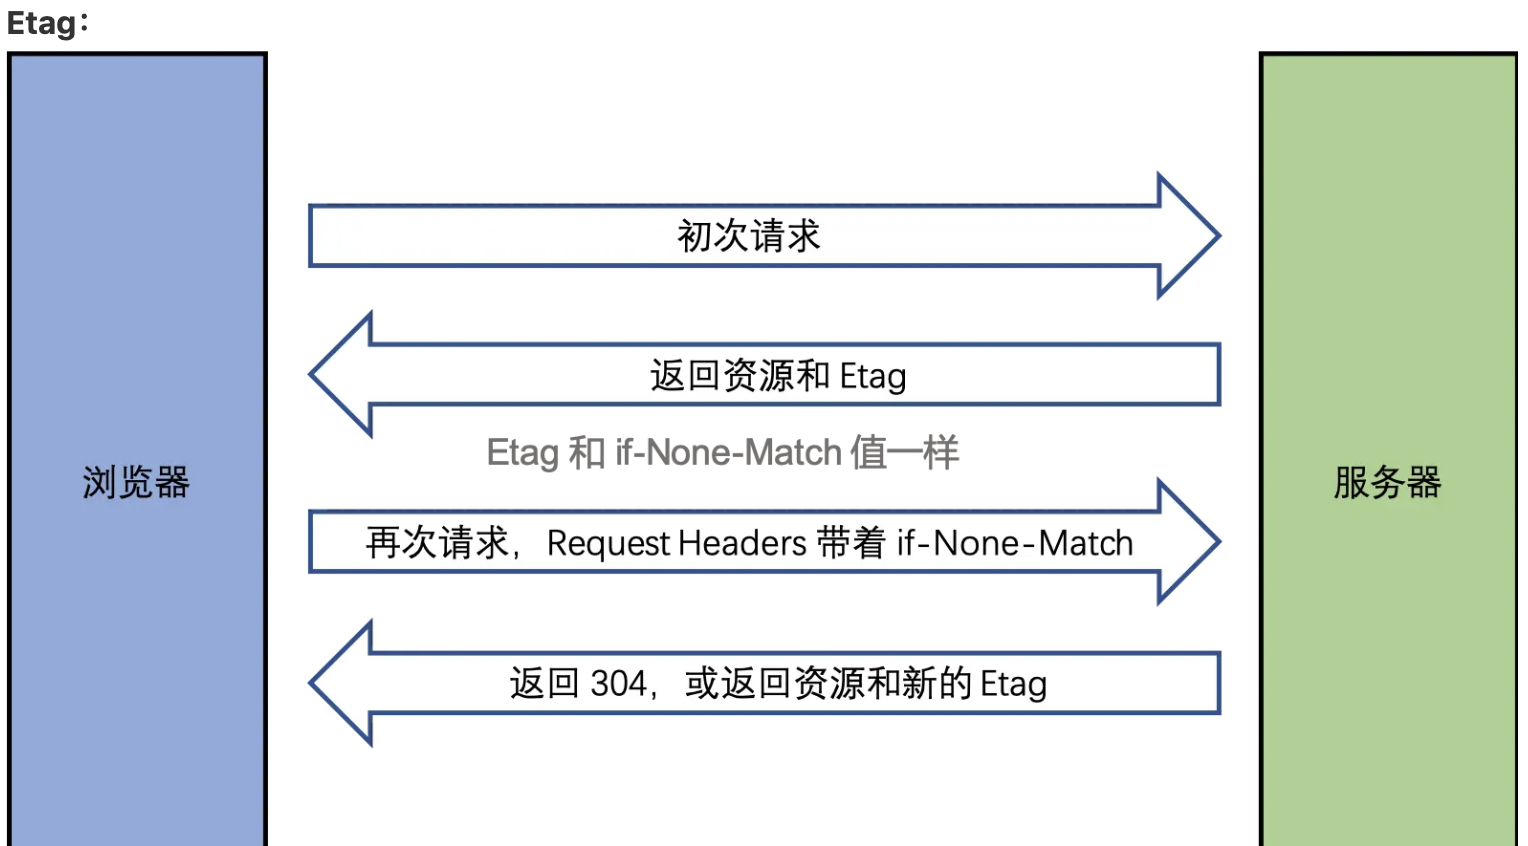 Etag：
初次请求
返回资源和 Etag
Etag 和 if-None-Match 值一样
浏览器
服务器
再次请求，Request Headers 带着 if-None-Match
返回 304，或返回资源和新的 Etag